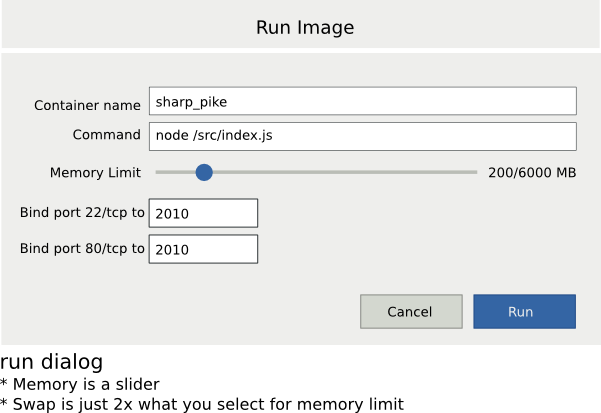 Run Image
Container name sharp_pike
Command node /src/index.js
Memory Limit 200/6000 MB
Bind port 22/tcp to 2010
Bind port 80/tcp to 2010
Cancel Run
run dialog
* Memory is a slider
* Swap is just 2x what you select for memory limit